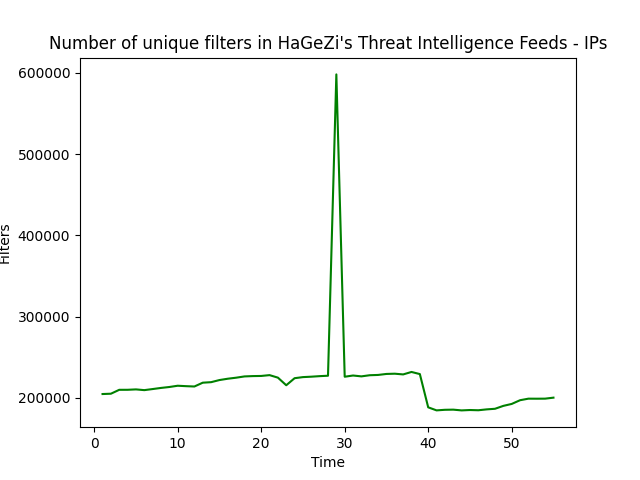 Number of unique filters in HaGeZi's Threat Intelligence Feeds - IPs
600000
500000
400000
300000
200000
Filters
0 10 20 30 40 50
Time